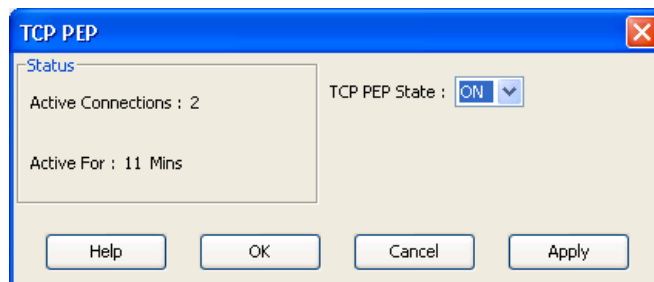 TCP PEP
Status
Active Connections : 2
TCP PEP State : ON
Active For : 11 Mins
Help OK Cancel Apply